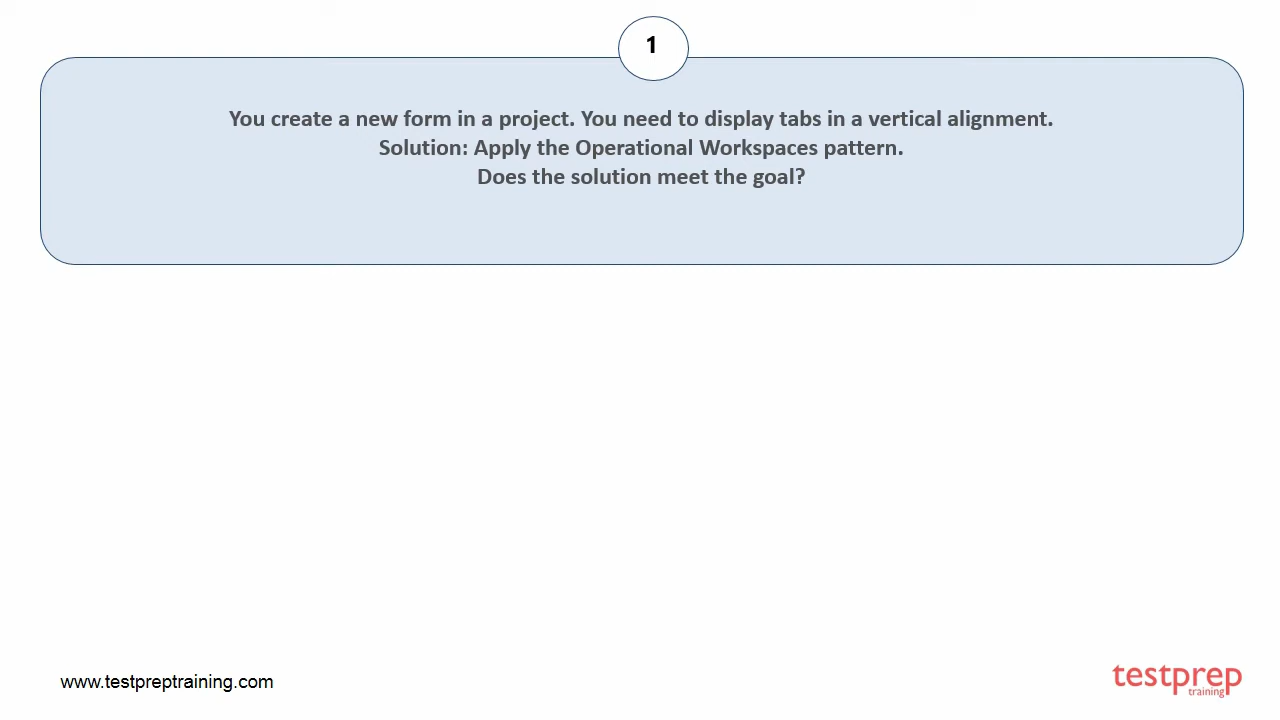 1
You create a new form in a project. You need to display tabs in a vertical alignment.
Solution: Apply the Operational Workspaces pattern.
Does the solution meet the goal?
www.testpreptraining.com
testprep
training